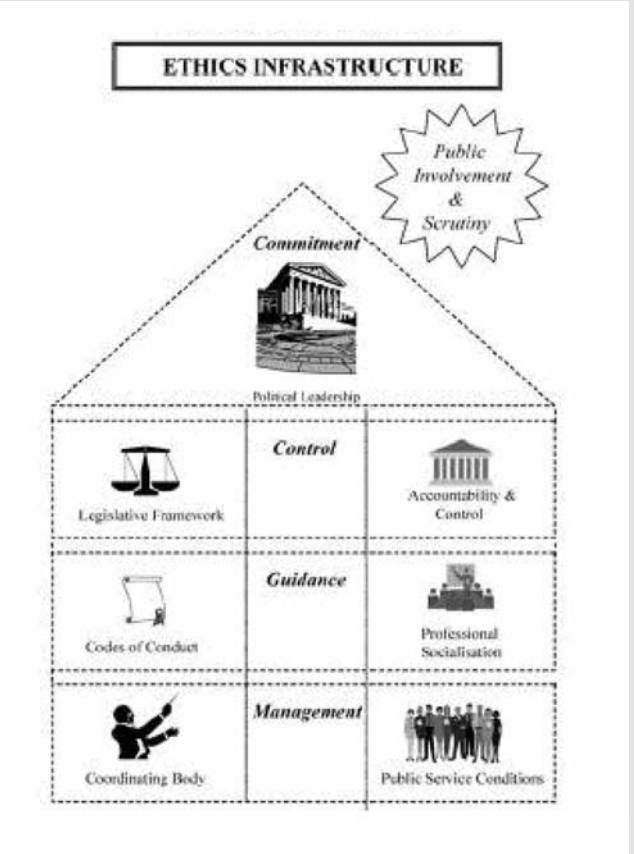 ETHICS INFRASTRUCTURE
Public
Involvement
&
Scrutiny
Commitment
Political Leadership
Control
Legislative Framework
Accountability &
Control
Guidance
Codes of Conduct
Professional
Socialisation
Management
Coordinating Body
Public Service Conditions